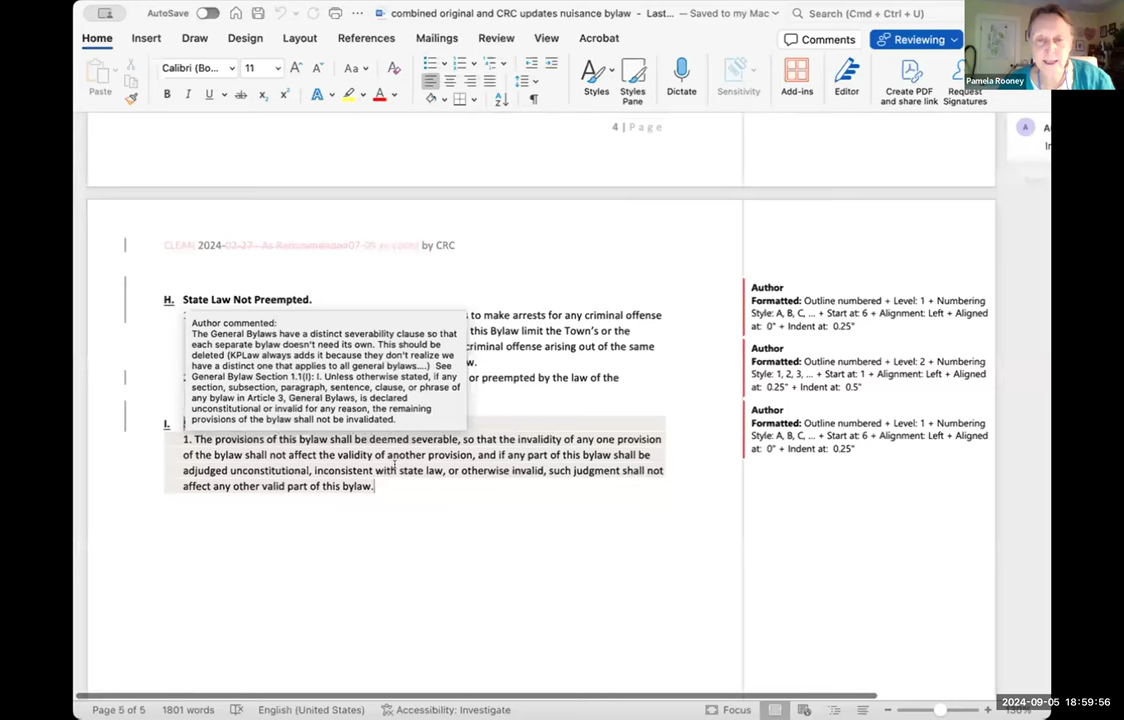 AutoSave
combined original and CRC updates nuisance bylaw - Last... — Saved to my Mac
Search (Cmd + Ctrl + U)
Home Insert Draw Design Layout References Mailings Review View Acrobat
Comments Reviewing
Paste
Calibri (Bo... 11
Styles
Styles Pane
Dictate
Sensitivity
Add-ins
Editor
Create PDF and share link
Request Signatures
Pamela Rooney
4 | Page
CLEAN 2024-02-27 - As Recommended 07-09 by CRC
H. State Law Not Preempted.
to make arrests for any criminal offense
this Bylaw limit the Town's or the
criminal offense arising out of the same
or preempted by the law of the
Author commented:
The General Bylaws have a distinct severability clause so that
each separate bylaw doesn't need its own. This should be
deleted (KPLaw always adds it because they don't realize we
have a distinct one that applies to all general bylaws....) See
General Bylaw Section 1.1(I): I. Unless otherwise stated, if any
section, subsection, paragraph, sentence, clause, or phrase of
any bylaw in Article 3, General Bylaws, is declared
unconstitutional or invalid for any reason, the remaining
provisions of the bylaw shall not be invalidated.
I.
1. The provisions of this bylaw shall be deemed severable, so that the invalidity of any one provision
of the bylaw shall not affect the validity of another provision, and if any part of this bylaw shall be
adjudged unconstitutional, inconsistent with state law, or otherwise invalid, such judgment shall not
affect any other valid part of this bylaw.
Author
Formatted: Outline numbered + Level: 1 + Numbering
Style: A, B, C, ... + Start at: 6 + Alignment: Left + Aligned
at: 0" + Indent at: 0.25"
Author
Formatted: Outline numbered + Level: 2 + Numbering
Style: 1, 2, 3, ... + Start at: 1 + Alignment: Left + Aligned
at: 0.25" + Indent at: 0.5"
Author
Formatted: Outline numbered + Level: 1 + Numbering
Style: A, B, C, ... + Start at: 6 + Alignment: Left + Aligned
at: 0" + Indent at: 0.25"
Page 5 of 5 1801 words English (United States) Accessibility: Investigate Focus
2024-09-05 18:59:56